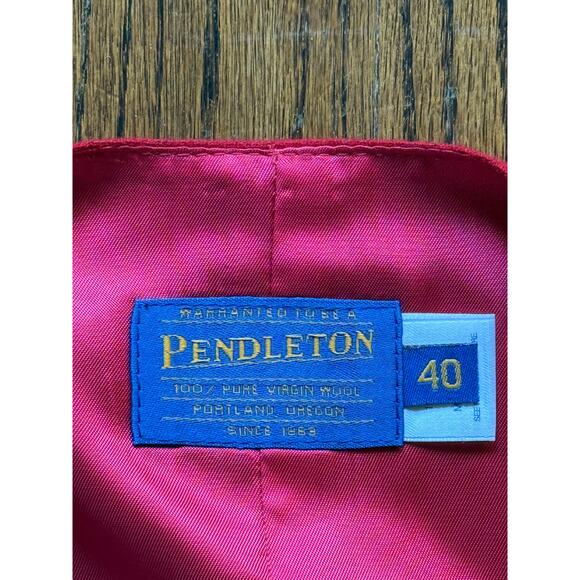 WARRANTED TO BE A
PENDLETON
100% PURE VIRGIN WOOL
PORTLAND, OREGON
SINCE 1863
40